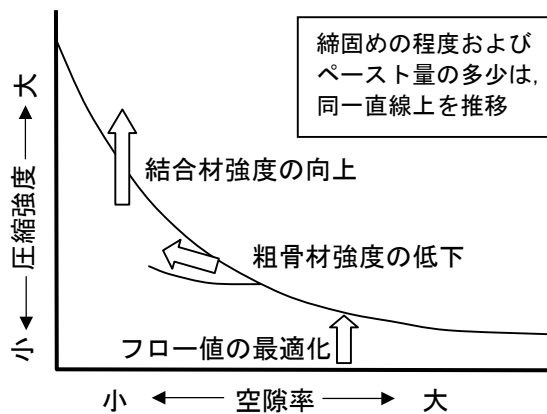 締固めの程度および
ペースト量の多少は，
同一直線上を推移
結合材強度の向上
粗骨材強度の低下
フロー値の最適化
小 圧縮強度 大
小 空隙率 大